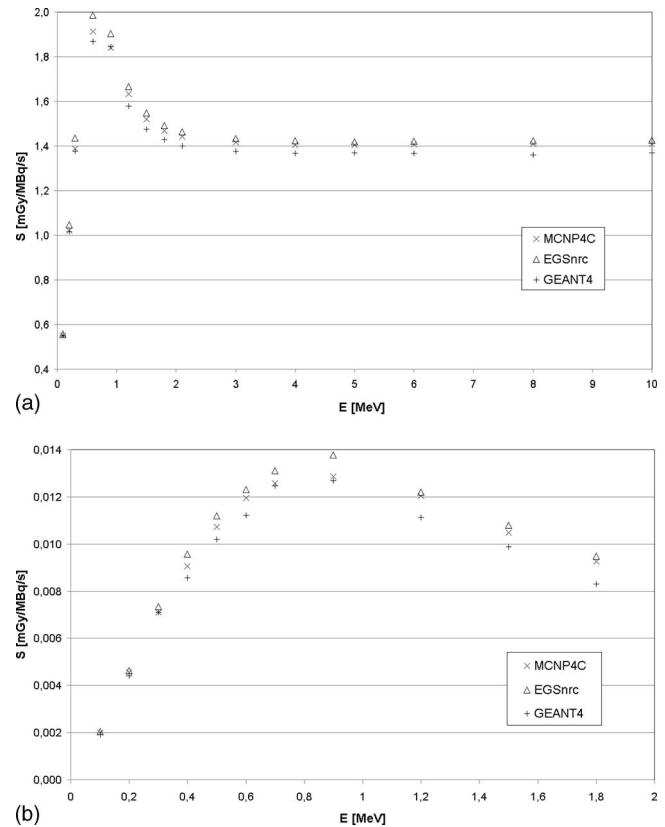 2,0
1,8
1,6
1,4
1,2
1,0
0,8
0,6
0,4
S [mGy/MBq/s]
MCNP4C
EGSnrc
GEANT4
0 1 2 3 4 5 6 7 8 9 10
E [MeV]
(a)
0,014
0,012
0,010
0,008
0,006
0,004
0,002
0,000
S [mGy/MBq/s]
MCNP4C
EGSnrc
GEANT4
0 0,2 0,4 0,6 0,8 1 1,2 1,4 1,6 1,8 2
E [MeV]
(b)